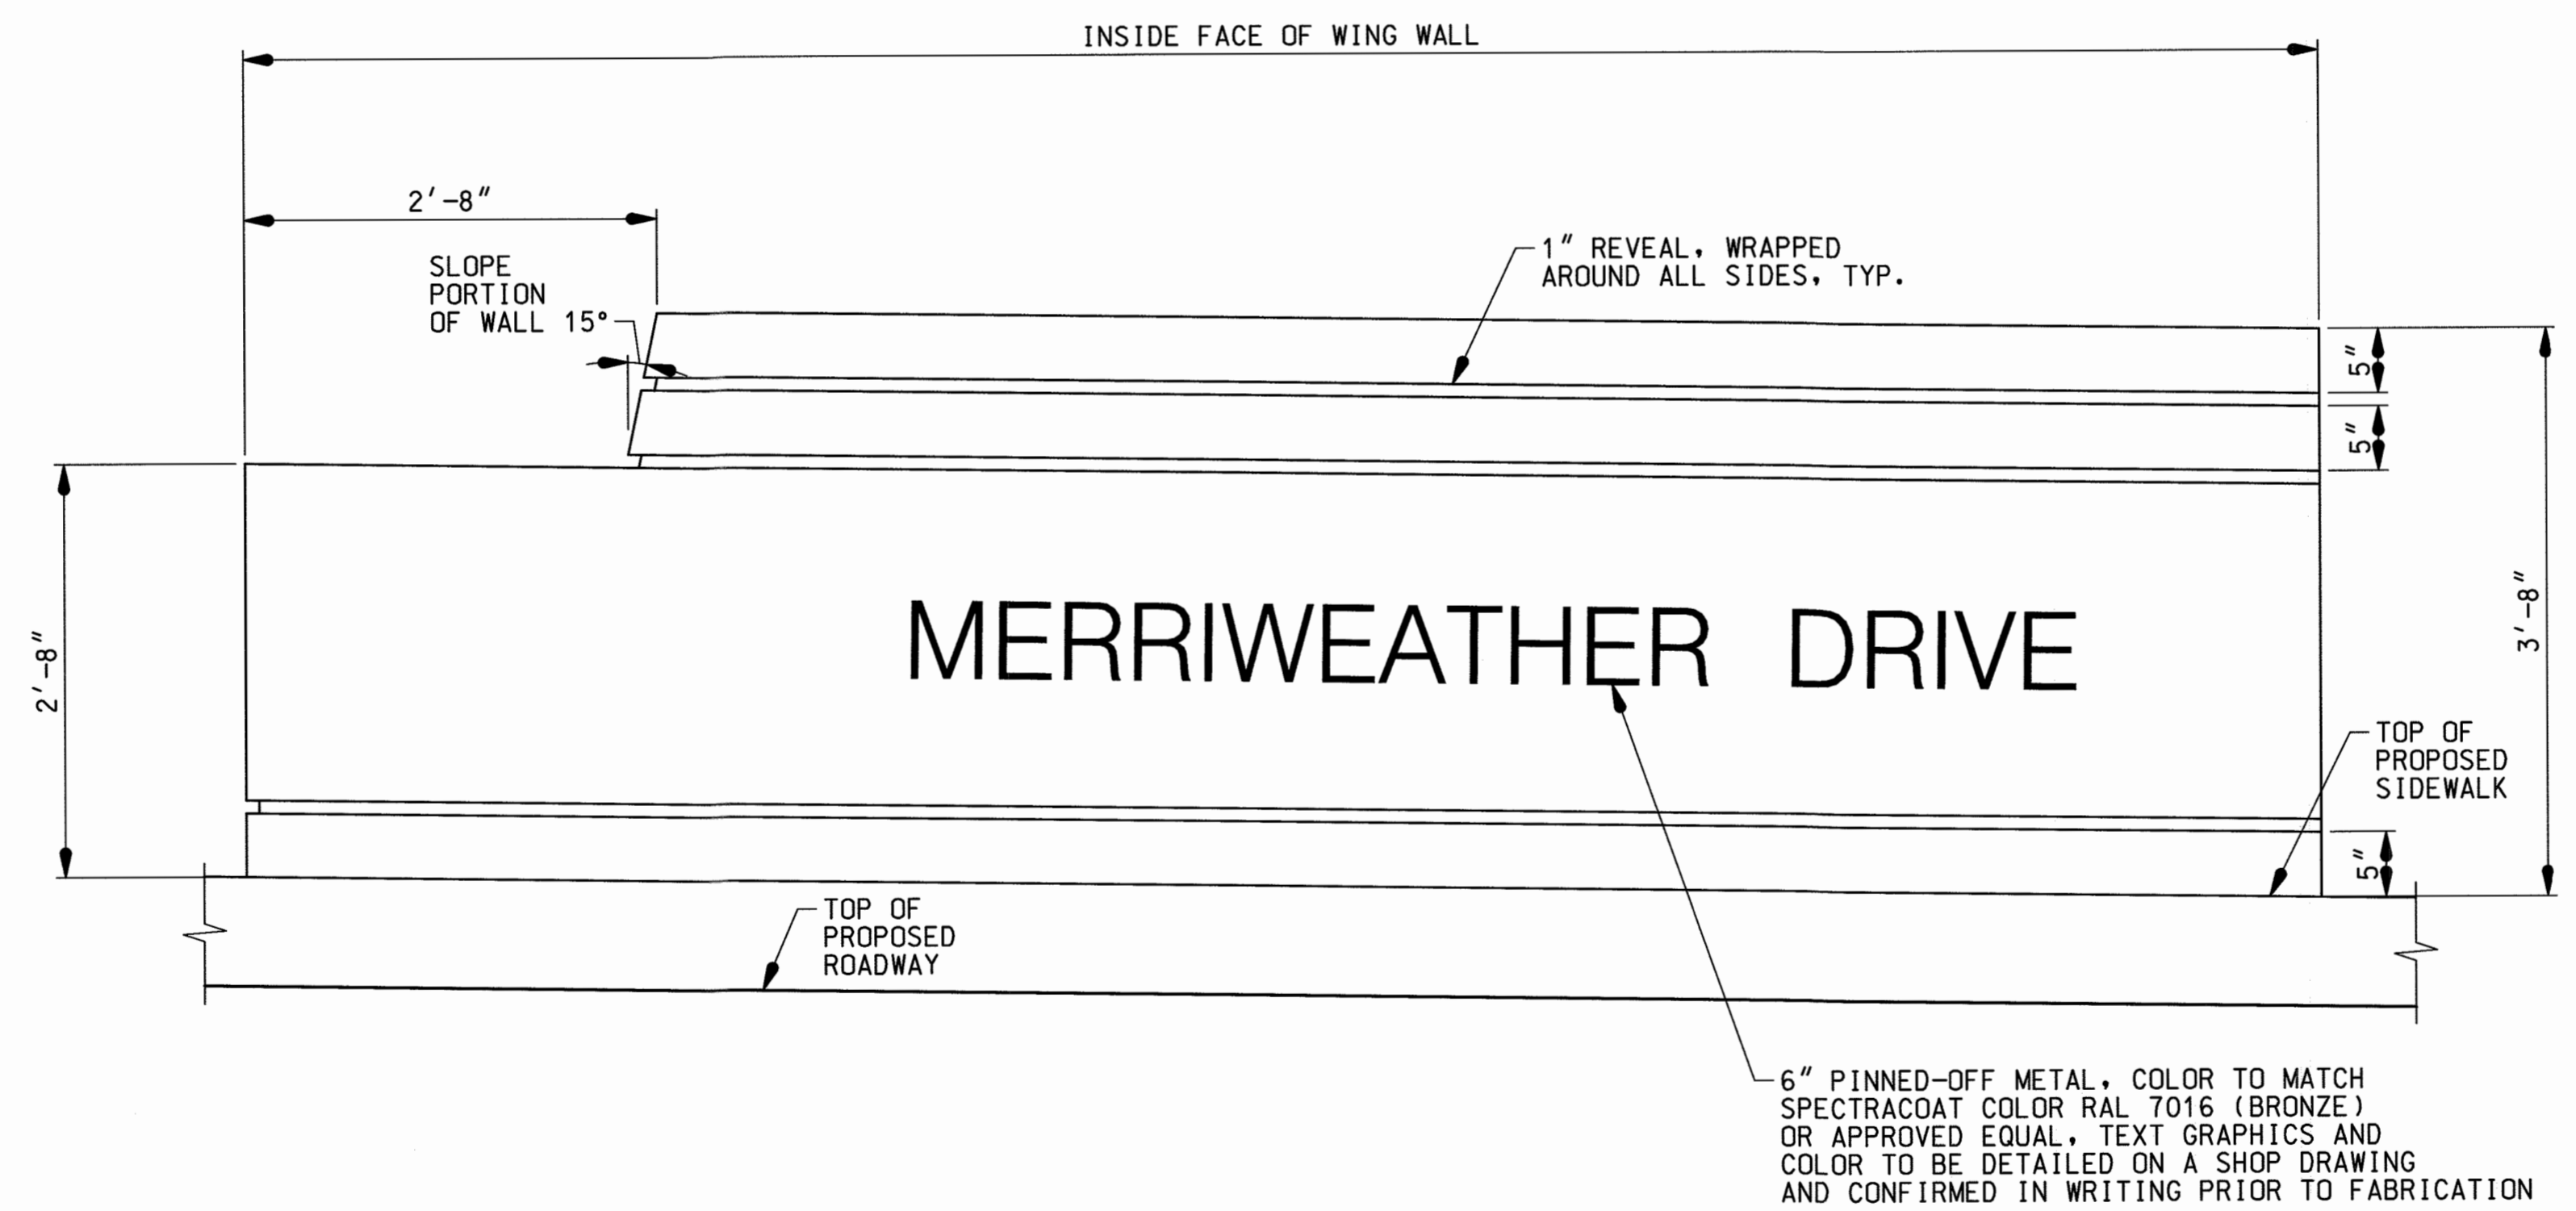 INSIDE FACE OF WING WALL
2'-8"
SLOPE
PORTION
OF WALL 15°
1" REVEAL, WRAPPED
AROUND ALL SIDES, TYP.
5"
5"
2'-8"
MERRIWEATHER DRIVE
3'-8"
TOP OF
PROPOSED
SIDEWALK
5"
TOP OF
PROPOSED
ROADWAY
6" PINNED-OFF METAL, COLOR TO MATCH
SPECTRACOAT COLOR RAL 7016 (BRONZE)
OR APPROVED EQUAL, TEXT GRAPHICS AND
COLOR TO BE DETAILED ON A SHOP DRAWING
AND CONFIRMED IN WRITING PRIOR TO FABRICATION